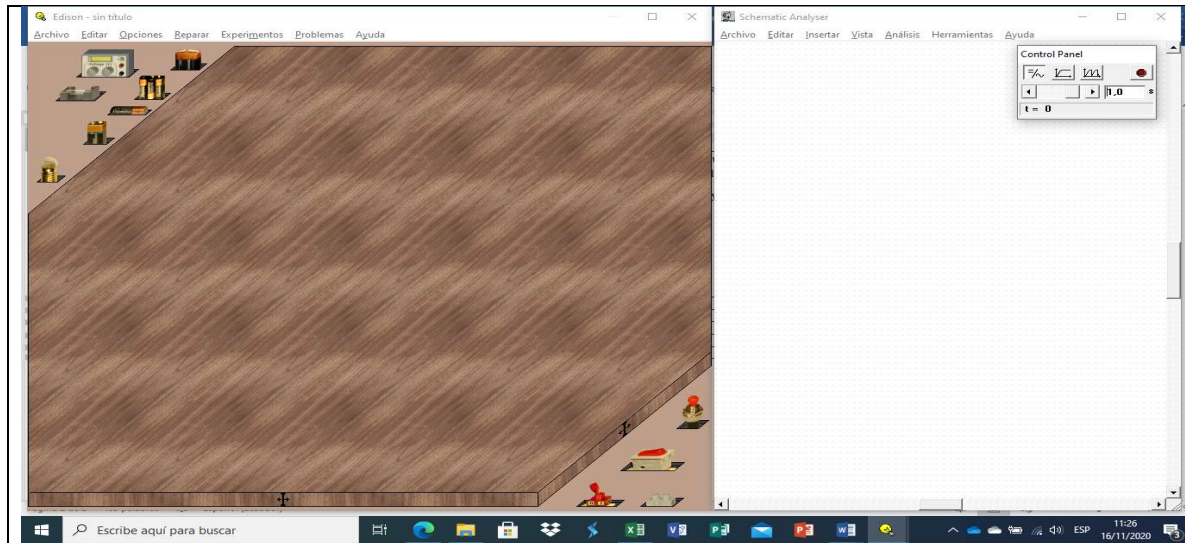 Edison - sin título
Archivo Editar Opciones Reparar Experimentos Problemas Ayuda
Schematic Analyser
Archivo Editar Insertar Vista Análisis Herramientas Ayuda
Control Panel
1,0
t = 0
Escribe aquí para buscar
ESP
11:26
16/11/2020
3